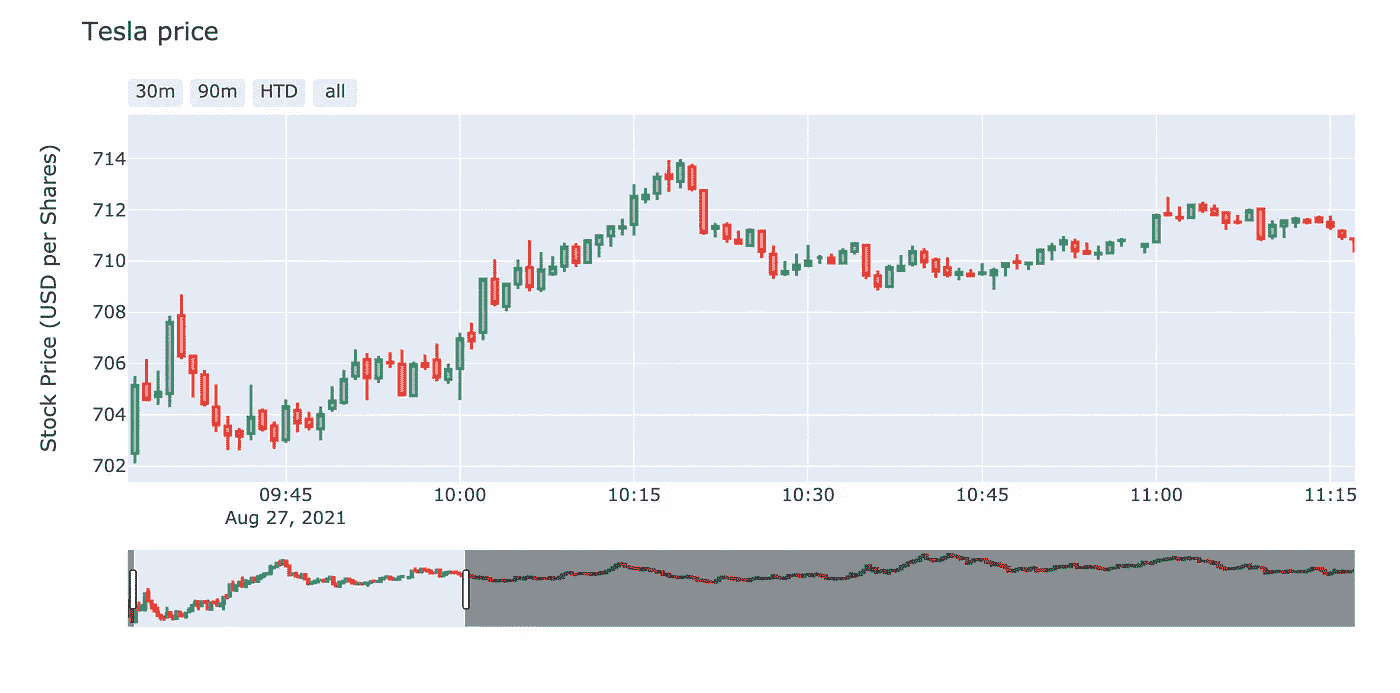 Tesla price
30m 90m HTD all
Stock Price (USD per Shares)
714
712
710
708
706
704
702
09:45 10:00 10:15 10:30 10:45 11:00 11:15
Aug 27, 2021